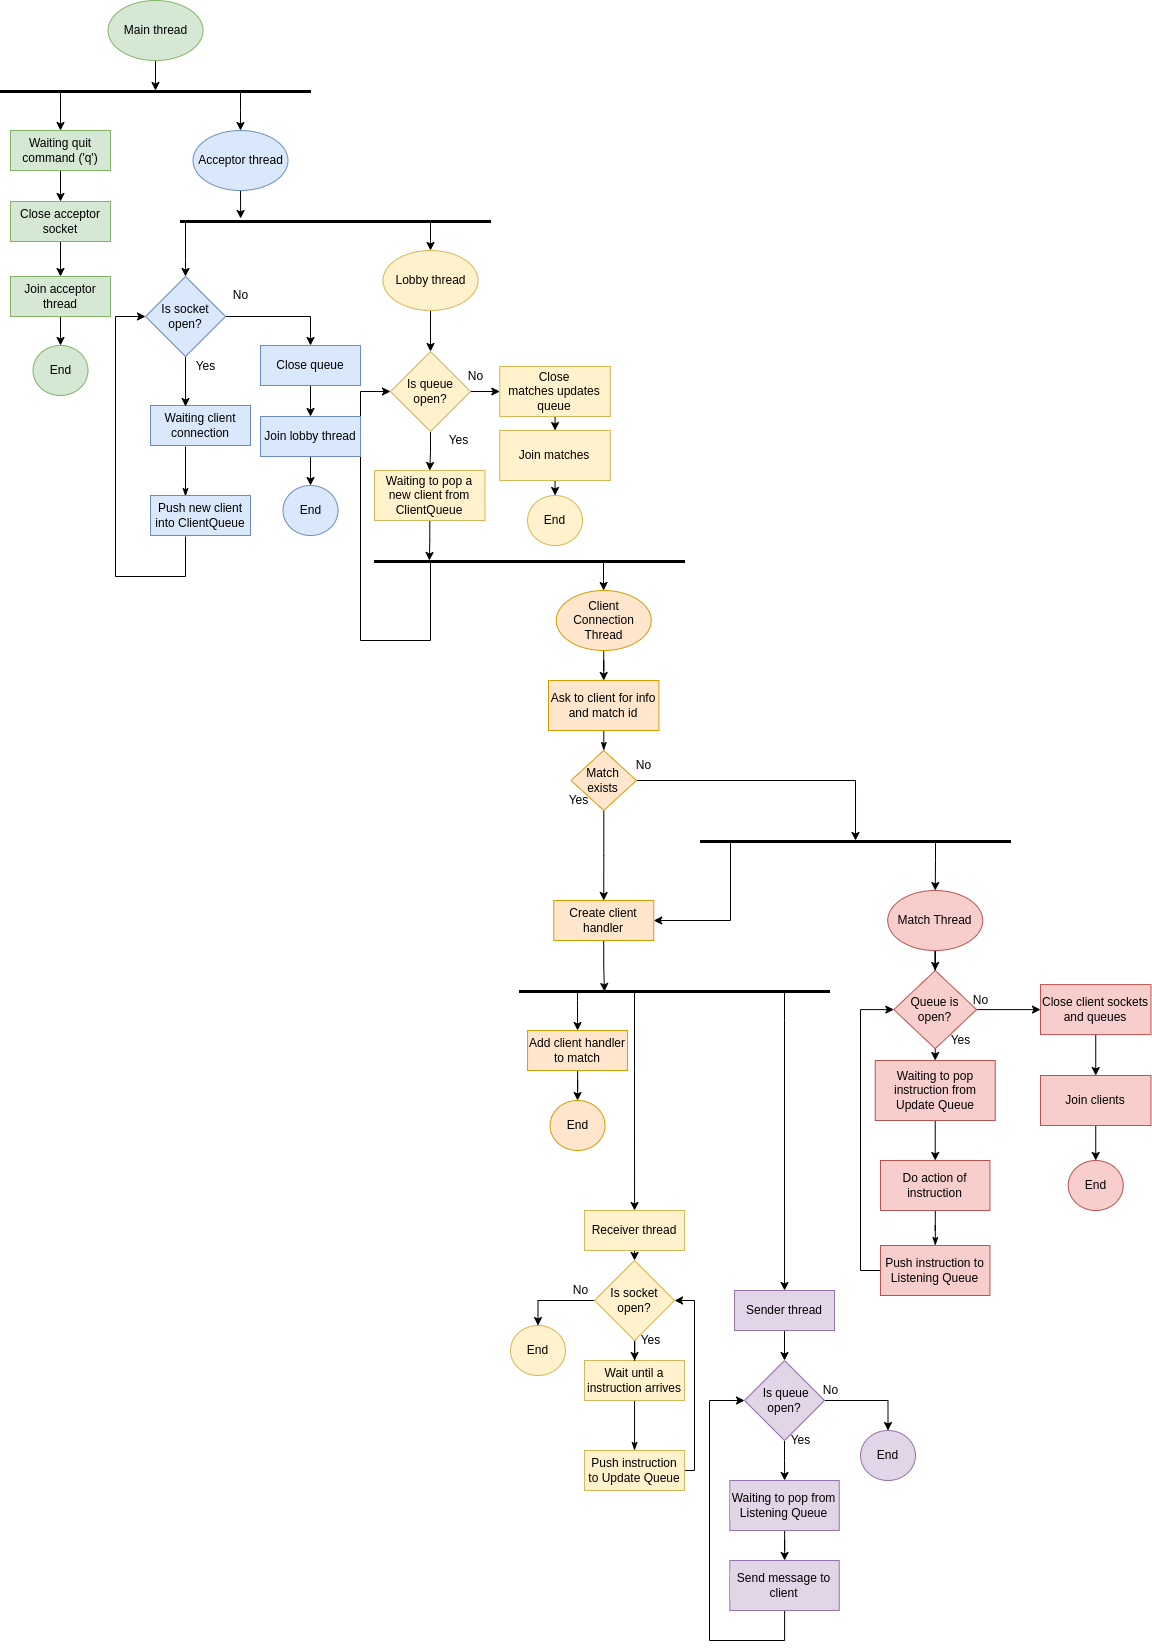 Main thread
Waiting quit
command ('q')
Acceptor thread
Close acceptor
socket
Join acceptor
thread
End
Is socket
open?
No
Yes
Waiting client
connection
Push new client
into ClientQueue
Close queue
Join lobby thread
End
Lobby thread
Is queue
open?
No
Yes
Close
matches updates
queue
Join matches
End
Waiting to pop a
new client from
ClientQueue
Client
Connection
Thread
Ask to client for info
and match id
Match
exists
No
Yes
Create client
handler
Match Thread
Queue is
open?
No
Yes
Close client sockets
and queues
Join clients
End
Waiting to pop
instruction from
Update Queue
Do action of
instruction
Push instruction to
Listening Queue
Add client handler
to match
End
Receiver thread
Is socket
open?
No
Yes
End
Wait until a
instruction arrives
Push instruction
to Update Queue
Sender thread
Is queue
open?
No
Yes
End
Waiting to pop from
Listening Queue
Send message to
client